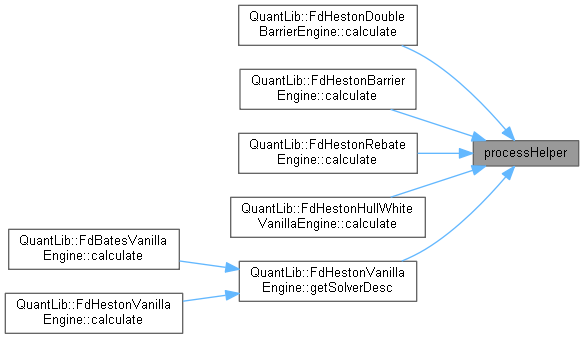 QuantLib::FdHestonDouble
BarrierEngine::calculate
QuantLib::FdHestonBarrier
Engine::calculate
QuantLib::FdHestonRebate
Engine::calculate
processHelper
QuantLib::FdHestonHullWhite
VanillaEngine::calculate
QuantLib::FdBatesVanilla
Engine::calculate
QuantLib::FdHestonVanilla
Engine::getSolverDesc
QuantLib::FdHestonVanilla
Engine::calculate